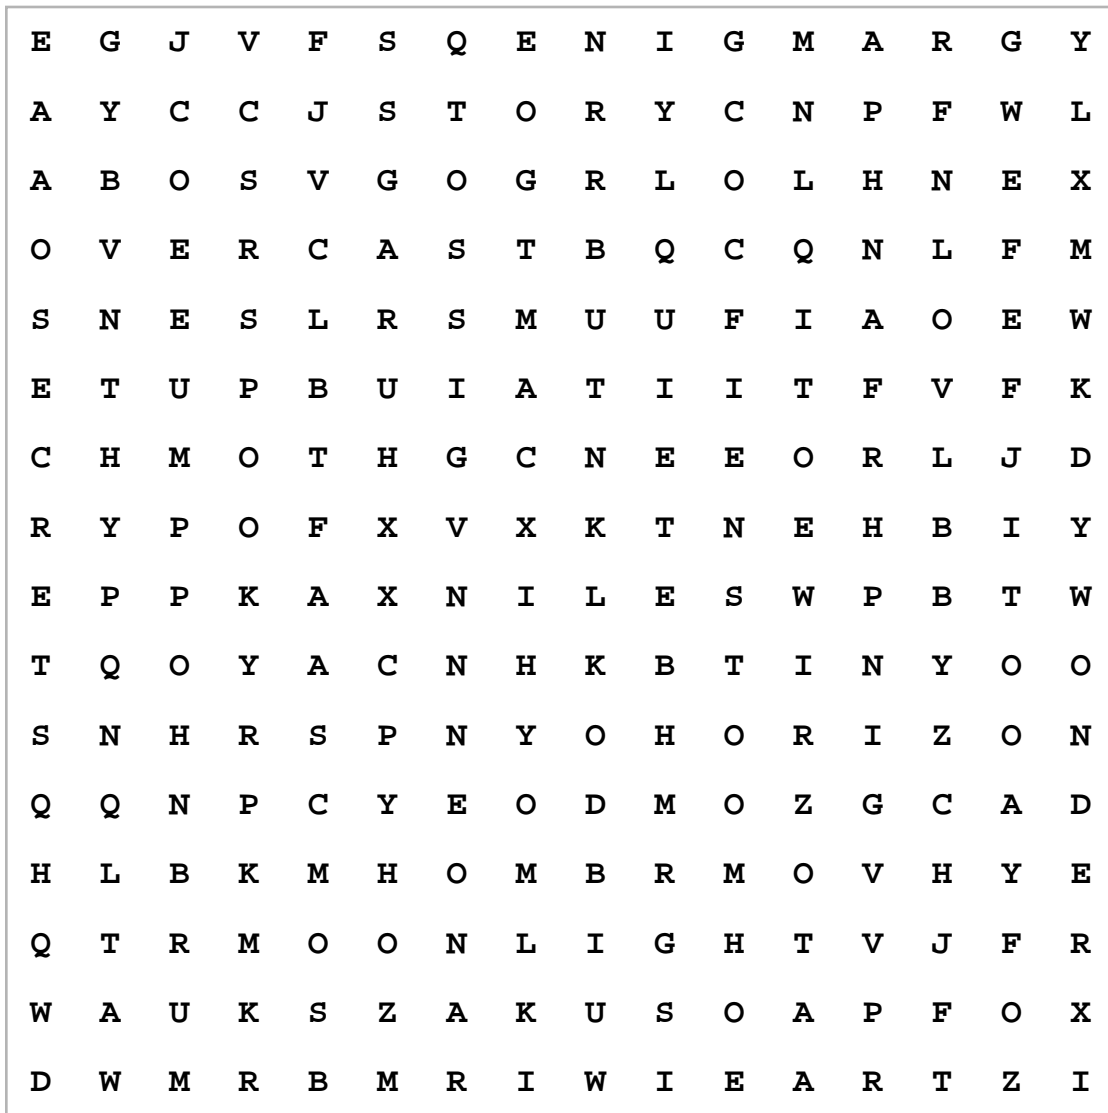 E G J V F S Q E N I G M A R G Y
A Y C C J S T O R Y C N P F W L
A B O S V G O G R L O L H N E X
O V E R C A S T B Q C Q N L F M
S N E S L R S M U U F I A O E W
E T U P B U I A T I I T F V F K
C H M O T H G C N E E O R L J D
R Y P O F X V X K T N E H B I Y
E P P K A X N I L E S W P B T W
T Q O Y A C N H K B T I N Y O O
S N H R S P N Y O H O R I Z O N
Q Q N P C Y E O D M O Z G C A D
H L B K M H O M B R M O V H Y E
Q T R M O O N L I G H T V J F R
W A U K S Z A K U S O A P F O X
D W M R B M R I W I E A R T Z I